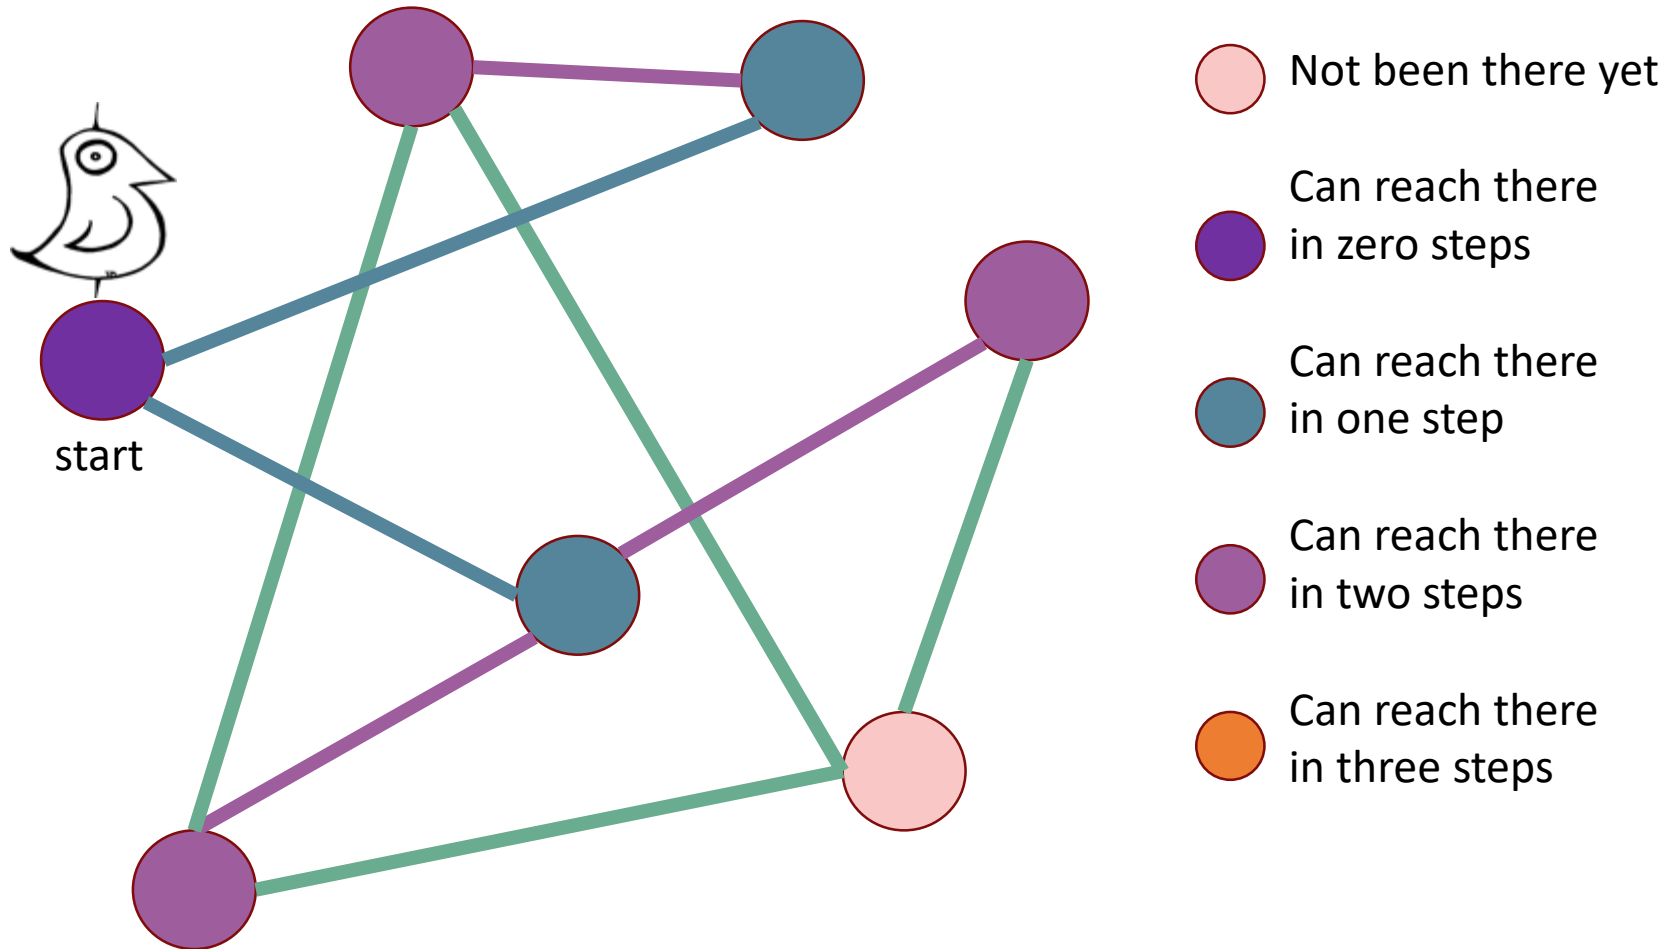 start
Not been there yet
Can reach there
in zero steps
Can reach there
in one step
Can reach there
in two steps
Can reach there
in three steps